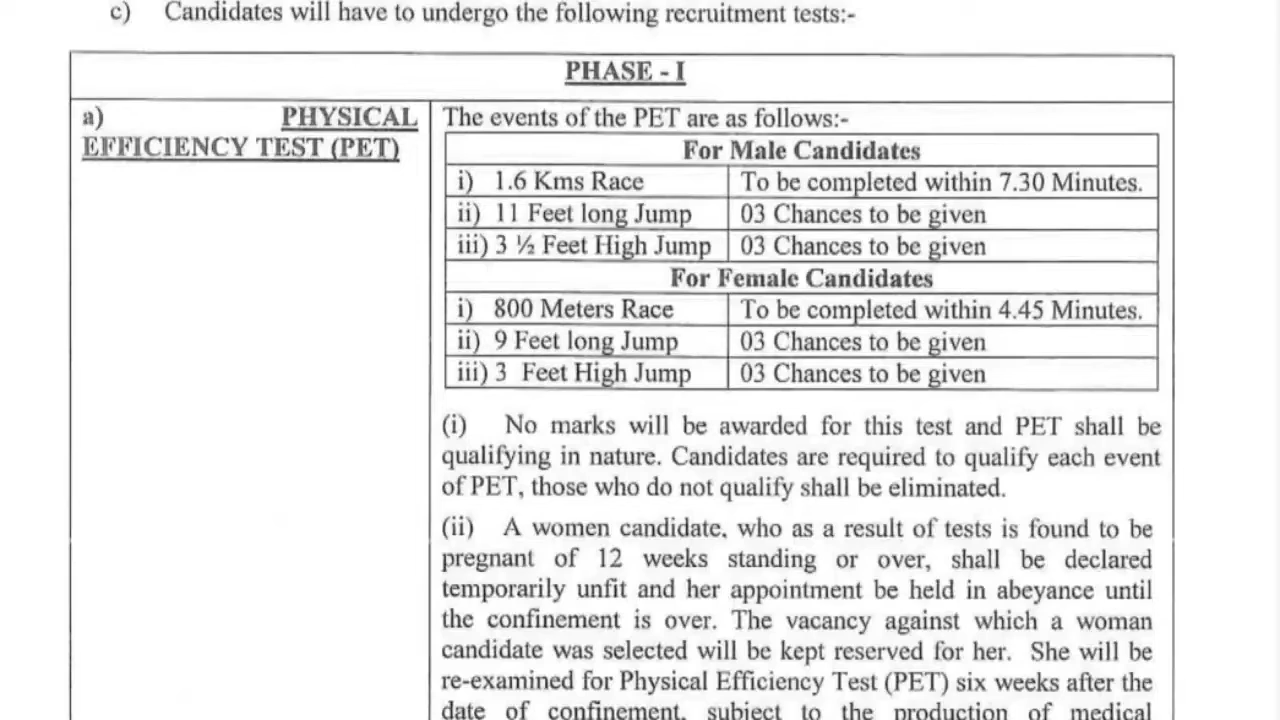 c) Candidates will have to undergo the following recruitment tests:-
PHASE - I
a) PHYSICAL
EFFICIENCY TEST (PET)
The events of the PET are as follows:-
For Male Candidates
i) 1.6 Kms Race To be completed within 7.30 Minutes.
ii) 11 Feet long Jump 03 Chances to be given
iii) 3 ½ Feet High Jump 03 Chances to be given
For Female Candidates
i) 800 Meters Race To be completed within 4.45 Minutes.
ii) 9 Feet long Jump 03 Chances to be given
iii) 3 Feet High Jump 03 Chances to be given
(i) No marks will be awarded for this test and PET shall be
qualifying in nature. Candidates are required to qualify each event
of PET, those who do not qualify shall be eliminated.
(ii) A women candidate, who as a result of tests is found to be
pregnant of 12 weeks standing or over, shall be declared
temporarily unfit and her appointment be held in abeyance until
the confinement is over. The vacancy against which a woman
candidate was selected will be kept reserved for her. She will be
re-examined for Physical Efficiency Test (PET) six weeks after the
date of confinement, subject to the production of medical